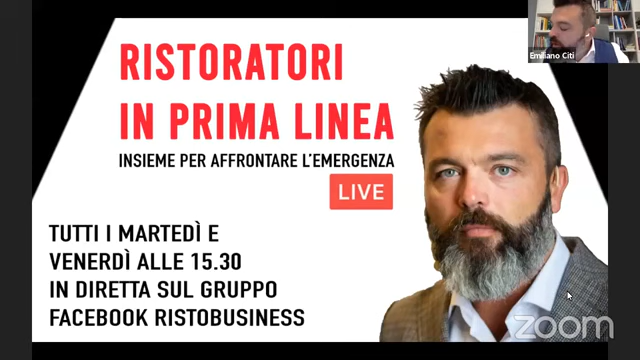 RISTORATORI
IN PRIMA LINEA
INSIEME PER AFFRONTARE L'EMERGENZA
LIVE
TUTTI I MARTEDÌ E
VENERDÌ ALLE 15.30
IN DIRETTA SUL GRUPPO
FACEBOOK RISTOBUSINESS
Emiliano Citi
zoom